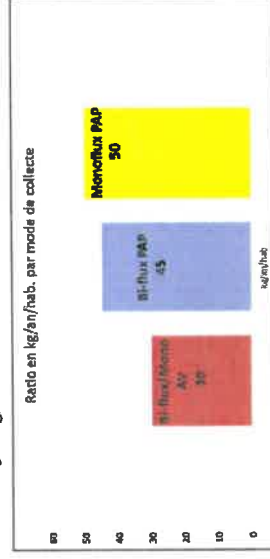 Ratio en kg/an/hab. par mode de collecte
60
50
40
30
20
10
0
Bi-flux/Mono
AV
30
Bi-flux PAP
45
Monoflux PAP
50
kg/an/hab